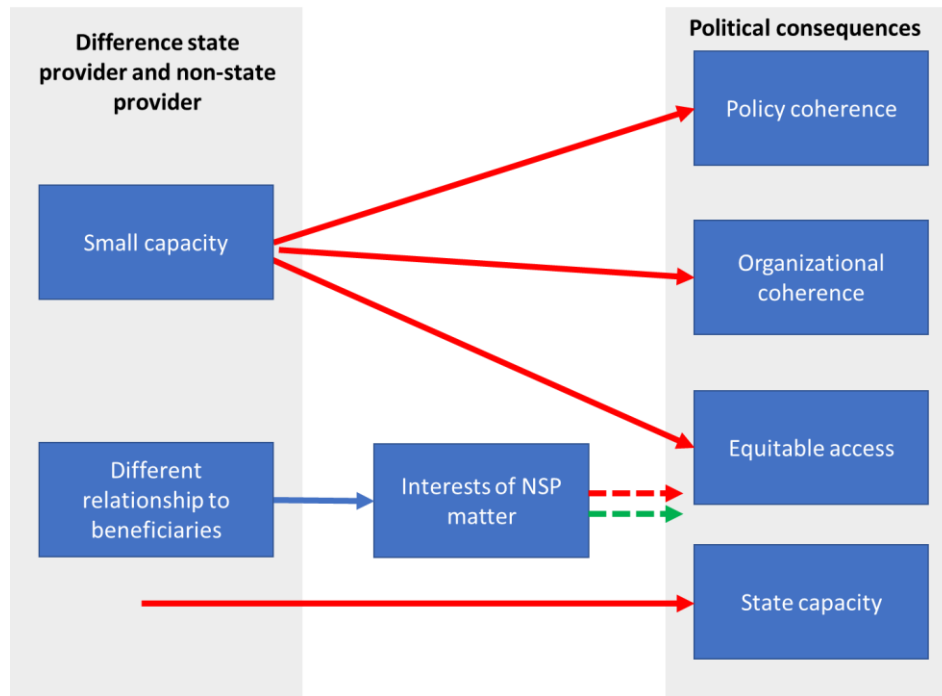 Difference state
provider and non-state
provider
Political consequences
Policy coherence
Small capacity
Organizational
coherence
Equitable access
Different
relationship to
beneficiaries
Interests of NSP
matter
State capacity